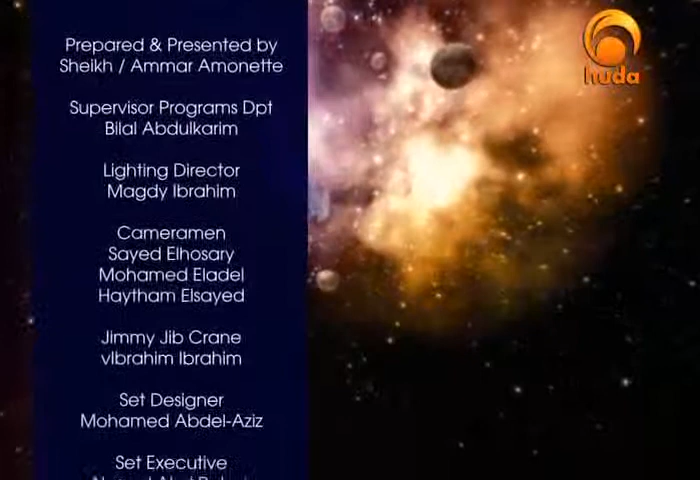 Prepared & Presented by
Sheikh / Ammar Amonette
Supervisor Programs Dpt
Bilal Abdulkarim
Lighting Director
Magdy Ibrahim
Cameramen
Sayed Elhosary
Mohamed Eladel
Haytham Elsayed
Jimmy Jib Crane
vIbrahim Ibrahim
Set Designer
Mohamed Abdel-Aziz
Set Executive
huda